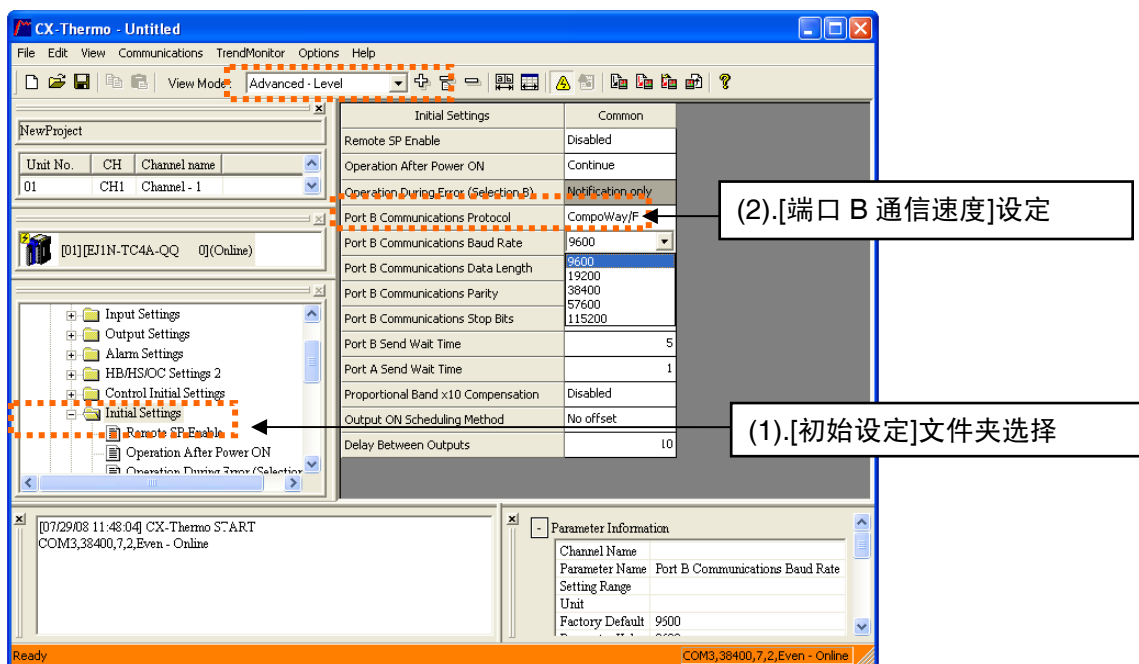 CX-Thermo - Untitled
File Edit View Communications TrendMonitor Options Help
View Mode: Advanced - Level
NewProject
Unit No. CH Channel name
01 CH1 Channel - 1
[01] [EJ1N-TC4A-QQ 0](Online)
Input Settings
Output Settings
Alarm Settings
HB/HS/OC Settings 2
Control Initial Settings
Initial Settings
Remote SP Enable
Operation After Power ON
Operation During Error (Selection
Initial Settings Common
Remote SP Enable Disabled
Operation After Power ON Continue
Operation During Error (Selection B) Notification only
Port B Communications Protocol CompoWay/F
Port B Communications Baud Rate 9600
Port B Communications Data Length
Port B Communications Parity
Port B Communications Stop Bits
9600
19200
38400
57600
115200
Port B Send Wait Time 5
Port A Send Wait Time 1
Proportional Band x10 Compensation Disabled
Output ON Scheduling Method No offset
Delay Between Outputs 10
(2).[端口 B 通信速度]设定
(1).[初始设定]文件夹选择
[07/29/08 11:48:04] CX-Thermo START
COM3,38400,7,2,Even - Online
Parameter Information
Channel Name
Parameter Name Port B Communications Baud Rate
Setting Range
Unit
Factory Default 9600
Ready COM3,38400,7,2,Even - Online